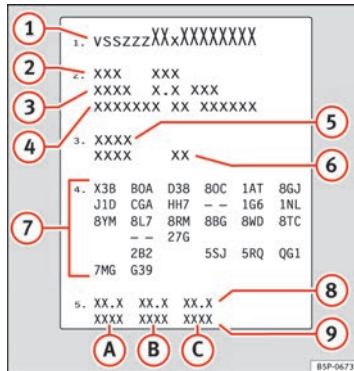 1
1. VSSZZZXXxXXXXXXXX
2
2. XXX XXX
3
XXXX X.X XXX
4
XXXXXXX XX XXXXXX
5
3. XXXX
XXXX XX
6
7
4. X3B B0A D38 80C 1AT 8GJ
J1D CGA HH7 - - 1G6 1NL
8YM 8L7 8RM 8BG 8WD 8TC
- - 27G
2B2 5SJ 5RQ QG1
7MG G39
5. XX.X XX.X XX.X
8
XXXX XXXX XXXX
9
A B C
B5P-0673